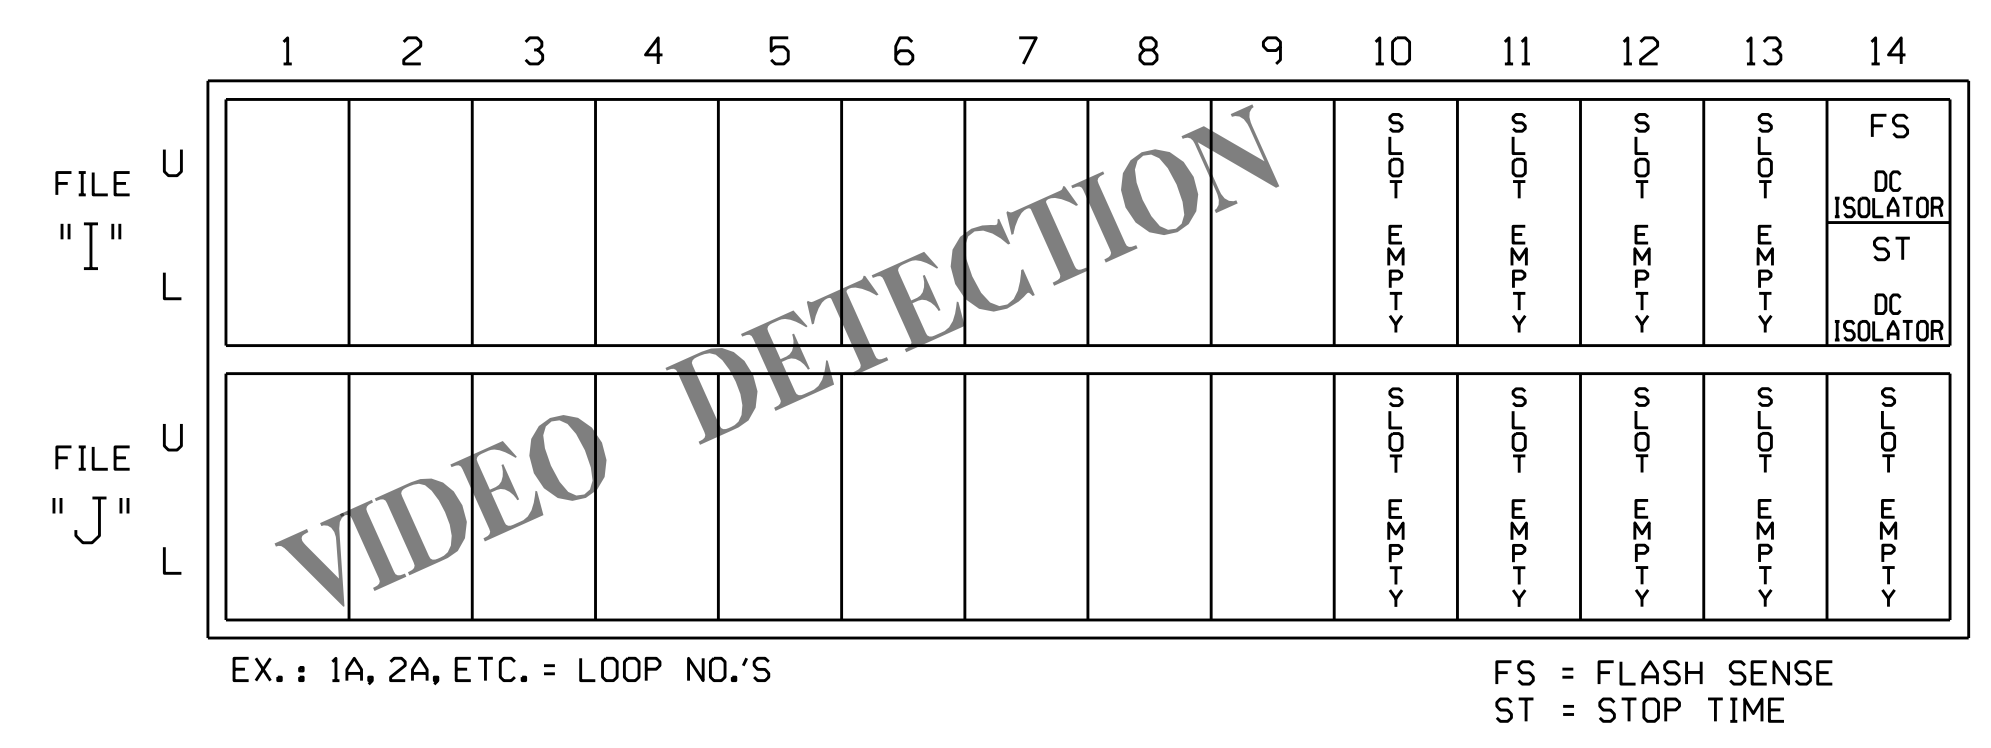 1 2 3 4 5 6 7 8 9 10 11 12 13 14
FILE "I"
U
L
SLOT EMPTY
SLOT EMPTY
SLOT EMPTY
SLOT EMPTY
FS
DC
ISOLATOR
ST
DC
ISOLATOR
VIDEO DETECTION
FILE "J"
U
L
SLOT EMPTY
SLOT EMPTY
SLOT EMPTY
SLOT EMPTY
SLOT EMPTY
EX.: 1A, 2A, ETC. = LOOP NO.'S
FS = FLASH SENSE
ST = STOP TIME